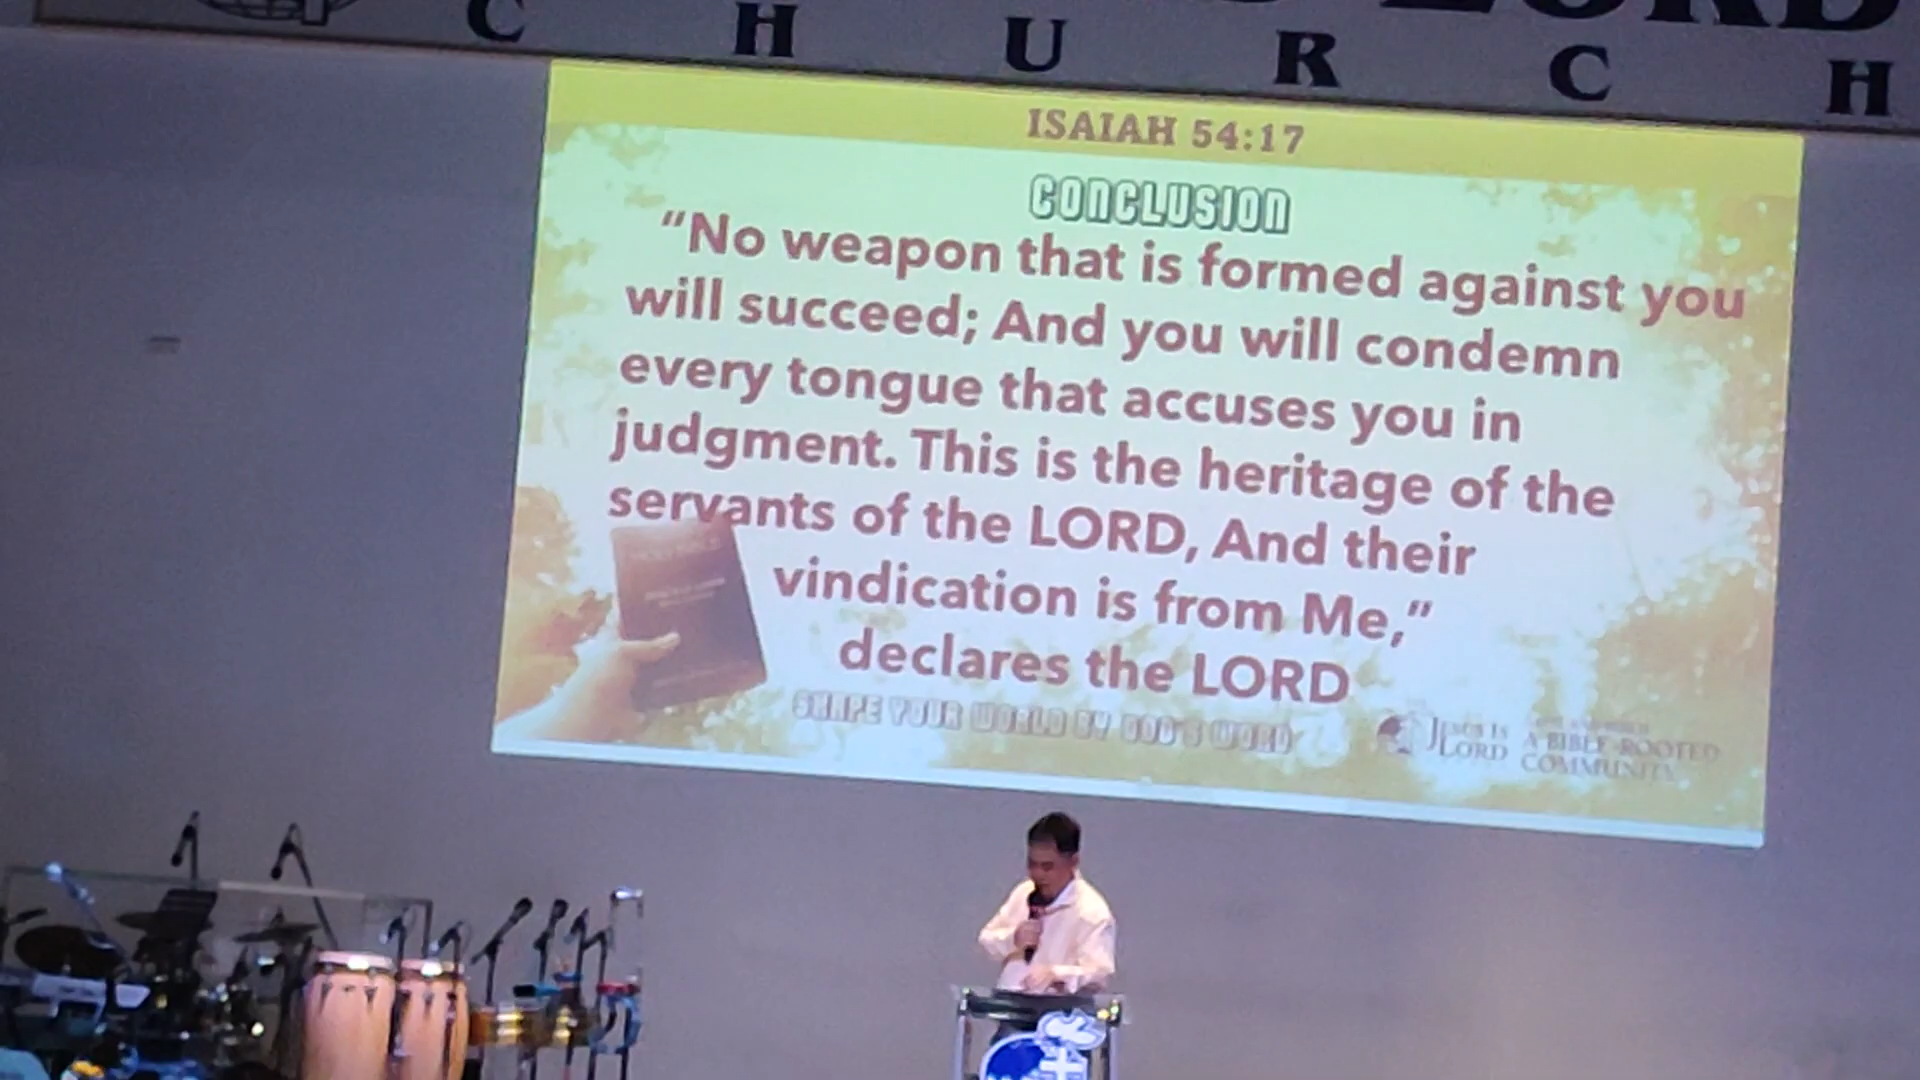 LORD
CHURCH
ISAIAH 54:17
CONCLUSION
“No weapon that is formed against you
will succeed; And you will condemn
every tongue that accuses you in
judgment. This is the heritage of the
servants of the LORD, And their
vindication is from Me,”
declares the LORD
SHAPE YOUR WORLD BY GOD'S WORD
JESUS IS
LORD
A BIBLE-ROOTED
COMMUNITY